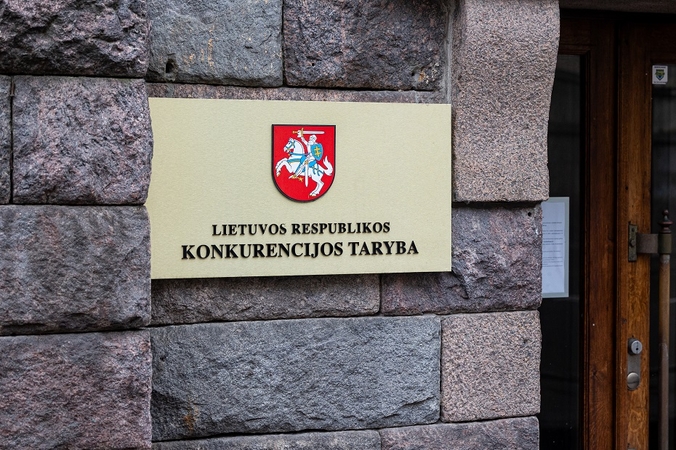 LIETUVOS RESPUBLIKOS
KONKURENCIJOS TARYBA